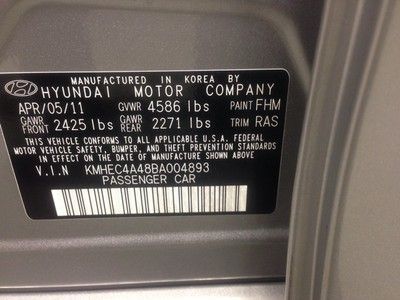 MANUFACTURED IN KOREA BY
HYUNDAI MOTOR COMPANY
APR/05/11 GVWR 4586 lbs PAINT FHM
GAWR FRONT 2425 lbs GAWR REAR 2271 lbs TRIM RAS
THIS VEHICLE CONFORMS TO ALL APPLICABLE U.S.A. FEDERAL
MOTOR VEHICLE SAFETY, BUMPER, AND THEFT PREVENTION STANDARDS
IN EFFECT ON THE DATE OF MANUFACTURE SHOWN ABOVE.
V.I.N KMHEC4A48BA004893
PASSENGER CAR